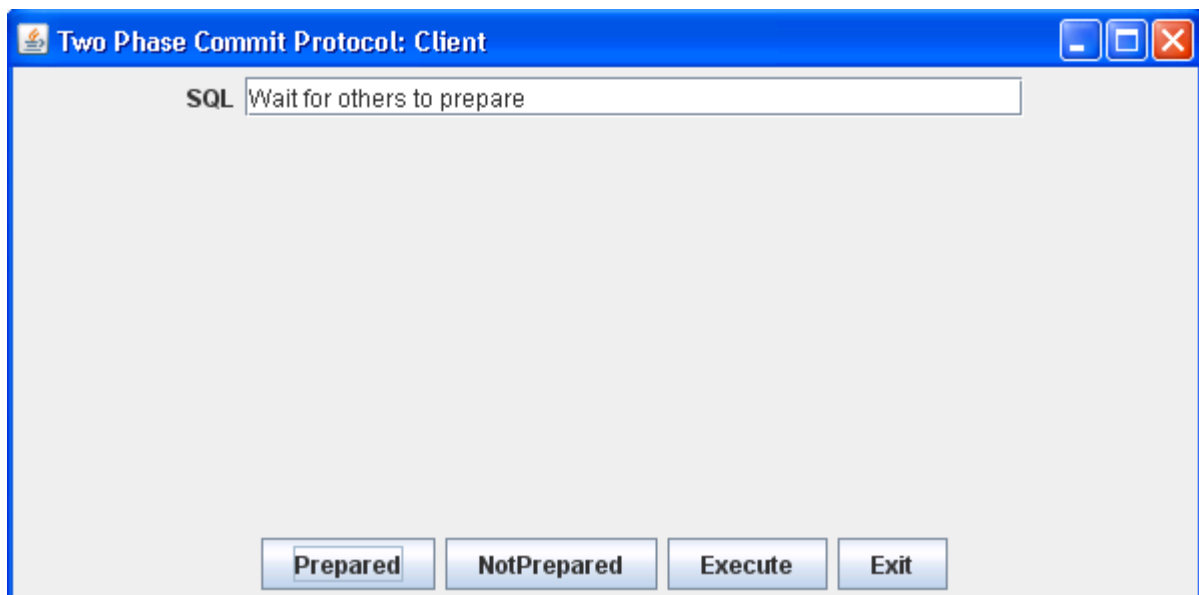 Two Phase Commit Protocol: Client
SQL Wait for others to prepare
Prepared NotPrepared Execute Exit